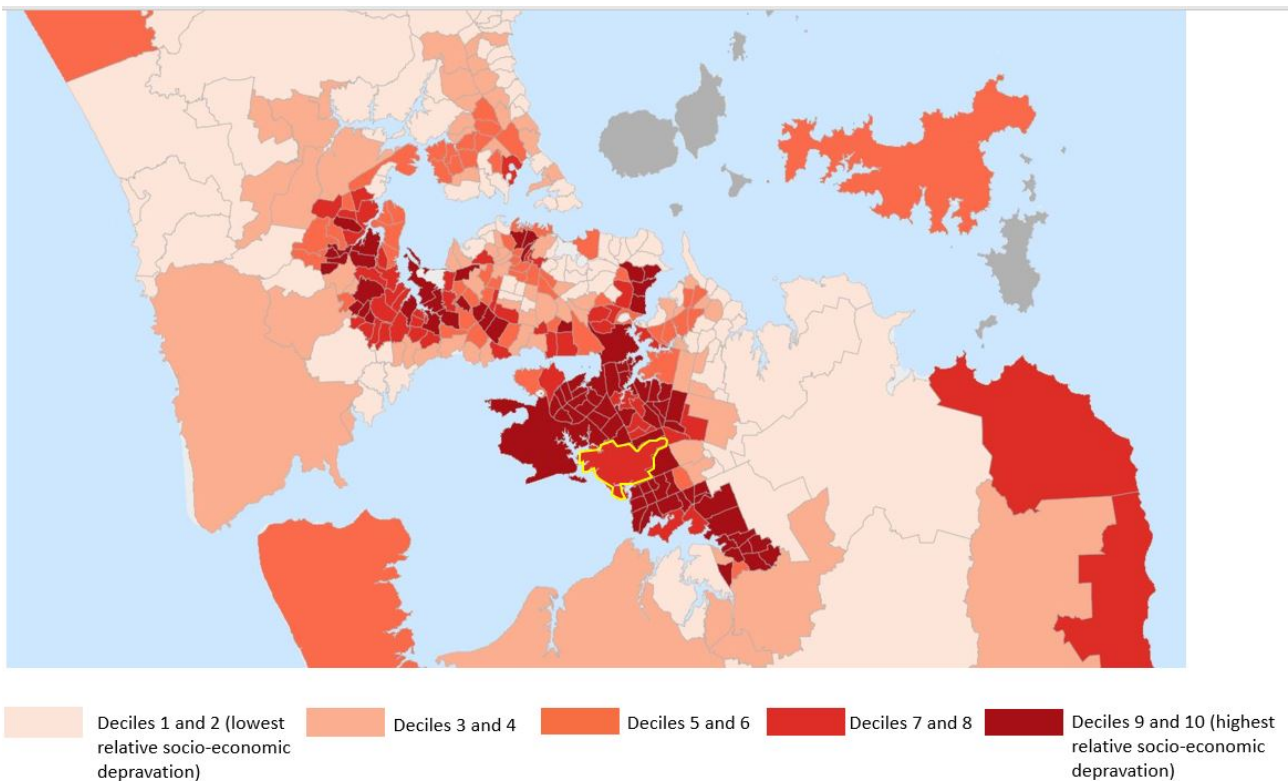 Deciles 1 and 2 (lowest
relative socio-economic
depravation)
Deciles 3 and 4
Deciles 5 and 6
Deciles 7 and 8
Deciles 9 and 10 (highest
relative socio-economic
depravation)